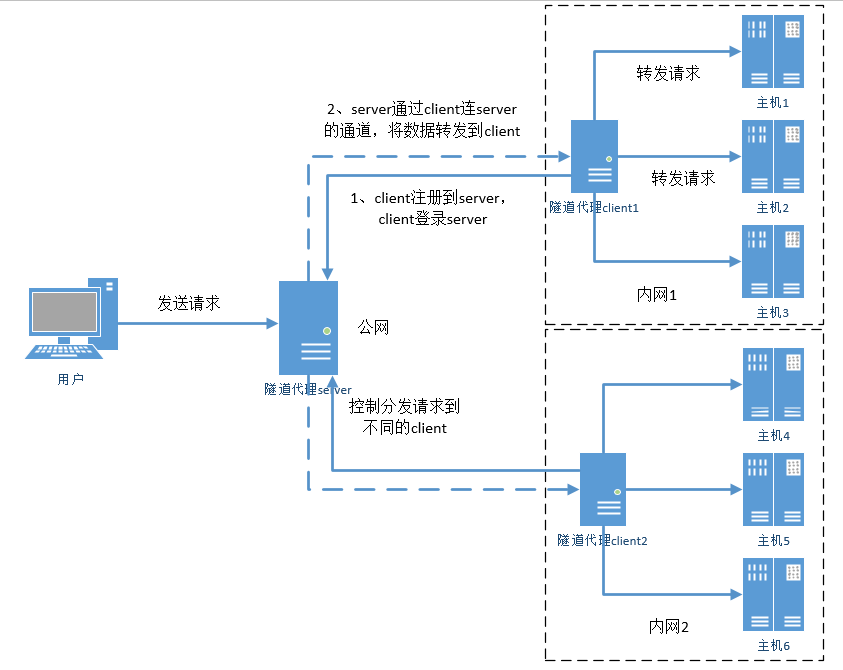 转发请求
主机1
2、server通过client连server
的通道，将数据转发到client
转发请求
1、client注册到server，
client登录server
隧道代理client1
主机2
内网1
发送请求
主机3
公网
用户
隧道代理server
控制分发请求到
不同的client
主机4
隧道代理client2
主机5
内网2
主机6